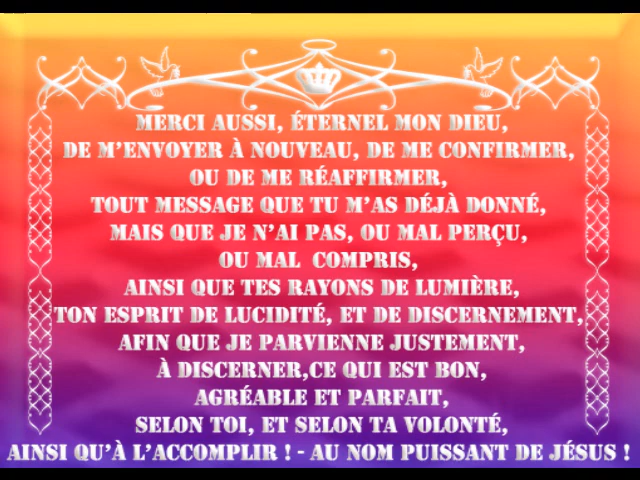 MERCI AUSSI, ÉTERNEL MON DIEU,
DE M'ENVOYER À NOUVEAU, DE ME CONFIRMER,
OU DE ME RÉAFFIRMER,
TOUT MESSAGE QUE TU M'AS DÉJÀ DONNÉ,
MAIS QUE JE N'AI PAS, OU MAL PERÇU,
OU MAL  COMPRIS,
AINSI QUE TES RAYONS DE LUMIÈRE,
TON ESPRIT DE LUCIDITÉ, ET DE DISCERNEMENT,
AFIN QUE JE PARVIENNE JUSTEMENT,
À DISCERNER,CE QUI EST BON,
AGRÉABLE ET PARFAIT,
SELON TOI, ET SELON TA VOLONTÉ,
AINSI QU'À L'ACCOMPLIR ! - AU NOM PUISSANT DE JÉSUS !